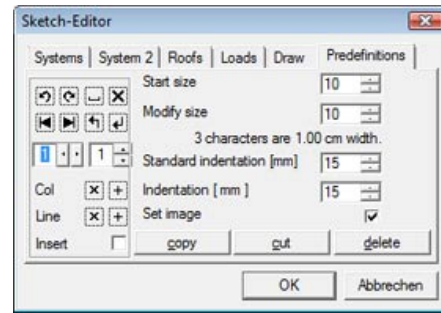 Sketch-Editor
Systems System 2 Roofs Loads Draw Predefinitions
Start size 10
Modify size 10
3 characters are 1.00 cm width.
1 1 Standard indentation [mm] 15
Col Indentation [ mm ] 15
Line Set image
Insert copy cut delete
OK Abbrechen